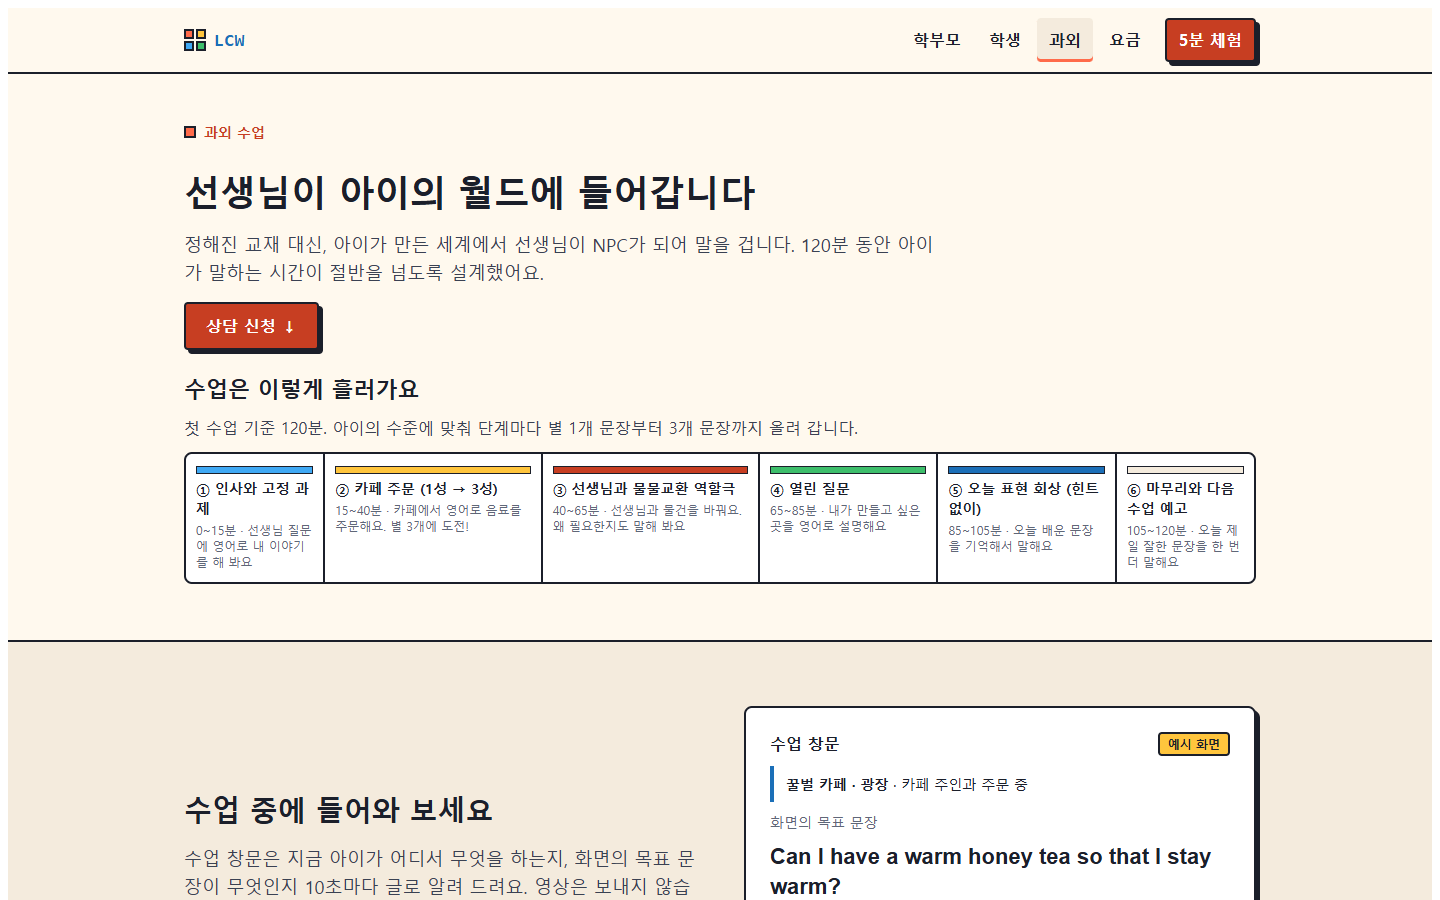 LCW
학부모 학생 과외 요금 5분 체험
과외 수업
선생님이 아이의 월드에 들어갑니다
정해진 교재 대신, 아이가 만든 세계에서 선생님이 NPC가 되어 말을 겁니다. 120분 동안 아이
가 말하는 시간이 절반을 넘도록 설계했어요.
상담 신청 ↓
수업은 이렇게 흘러가요
첫 수업 기준 120분. 아이의 수준에 맞춰 단계마다 별 1개 문장부터 3개 문장까지 올려 갑니다.
① 인사와 고정 과
제
0~15분 · 선생님 질문
에 영어로 내 이야기
를 해 봐요
② 카페 주문 (1성 → 3성)
15~40분 · 카페에서 영어로 음료를
주문해요. 별 3개에 도전!
③ 선생님과 물물교환 역할극
40~65분 · 선생님과 물건을 바꿔요.
왜 필요한지도 말해 봐요
④ 열린 질문
65~85분 · 내가 만들고 싶은
곳을 영어로 설명해요
⑤ 오늘 표현 회상 (힌트
없이)
85~105분 · 오늘 배운 문장
을 기억해서 말해요
⑥ 마무리와 다음
수업 예고
105~120분 · 오늘 제
일 잘한 문장을 한 번
더 말해요
수업 중에 들어와 보세요
수업 창문은 지금 아이가 어디서 무엇을 하는지, 화면의 목표 문
장이 무엇인지 10초마다 글로 알려 드려요. 영상은 보내지 않습
수업 창문
예시 화면
꿀벌 카페 · 광장 · 카페 주인과 주문 중
화면의 목표 문장
Can I have a warm honey tea so that I stay
warm?